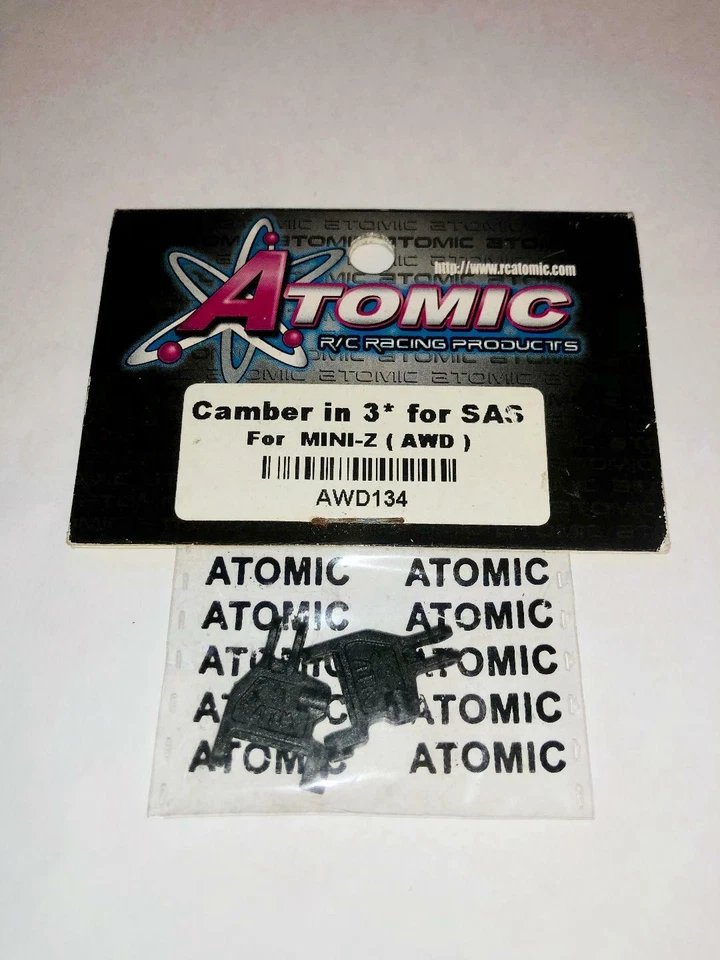 http://www.rcatomic.com
ATOMIC
R/C RACING PRODUCTS
Camber in 3* for SAS
For MINI-Z ( AWD )
AWD134
ATOMIC ATOMIC
ATOMIC ATOMIC
ATOMIC ATOMIC
ATOMIC ATOMIC
ATOMIC ATOMIC